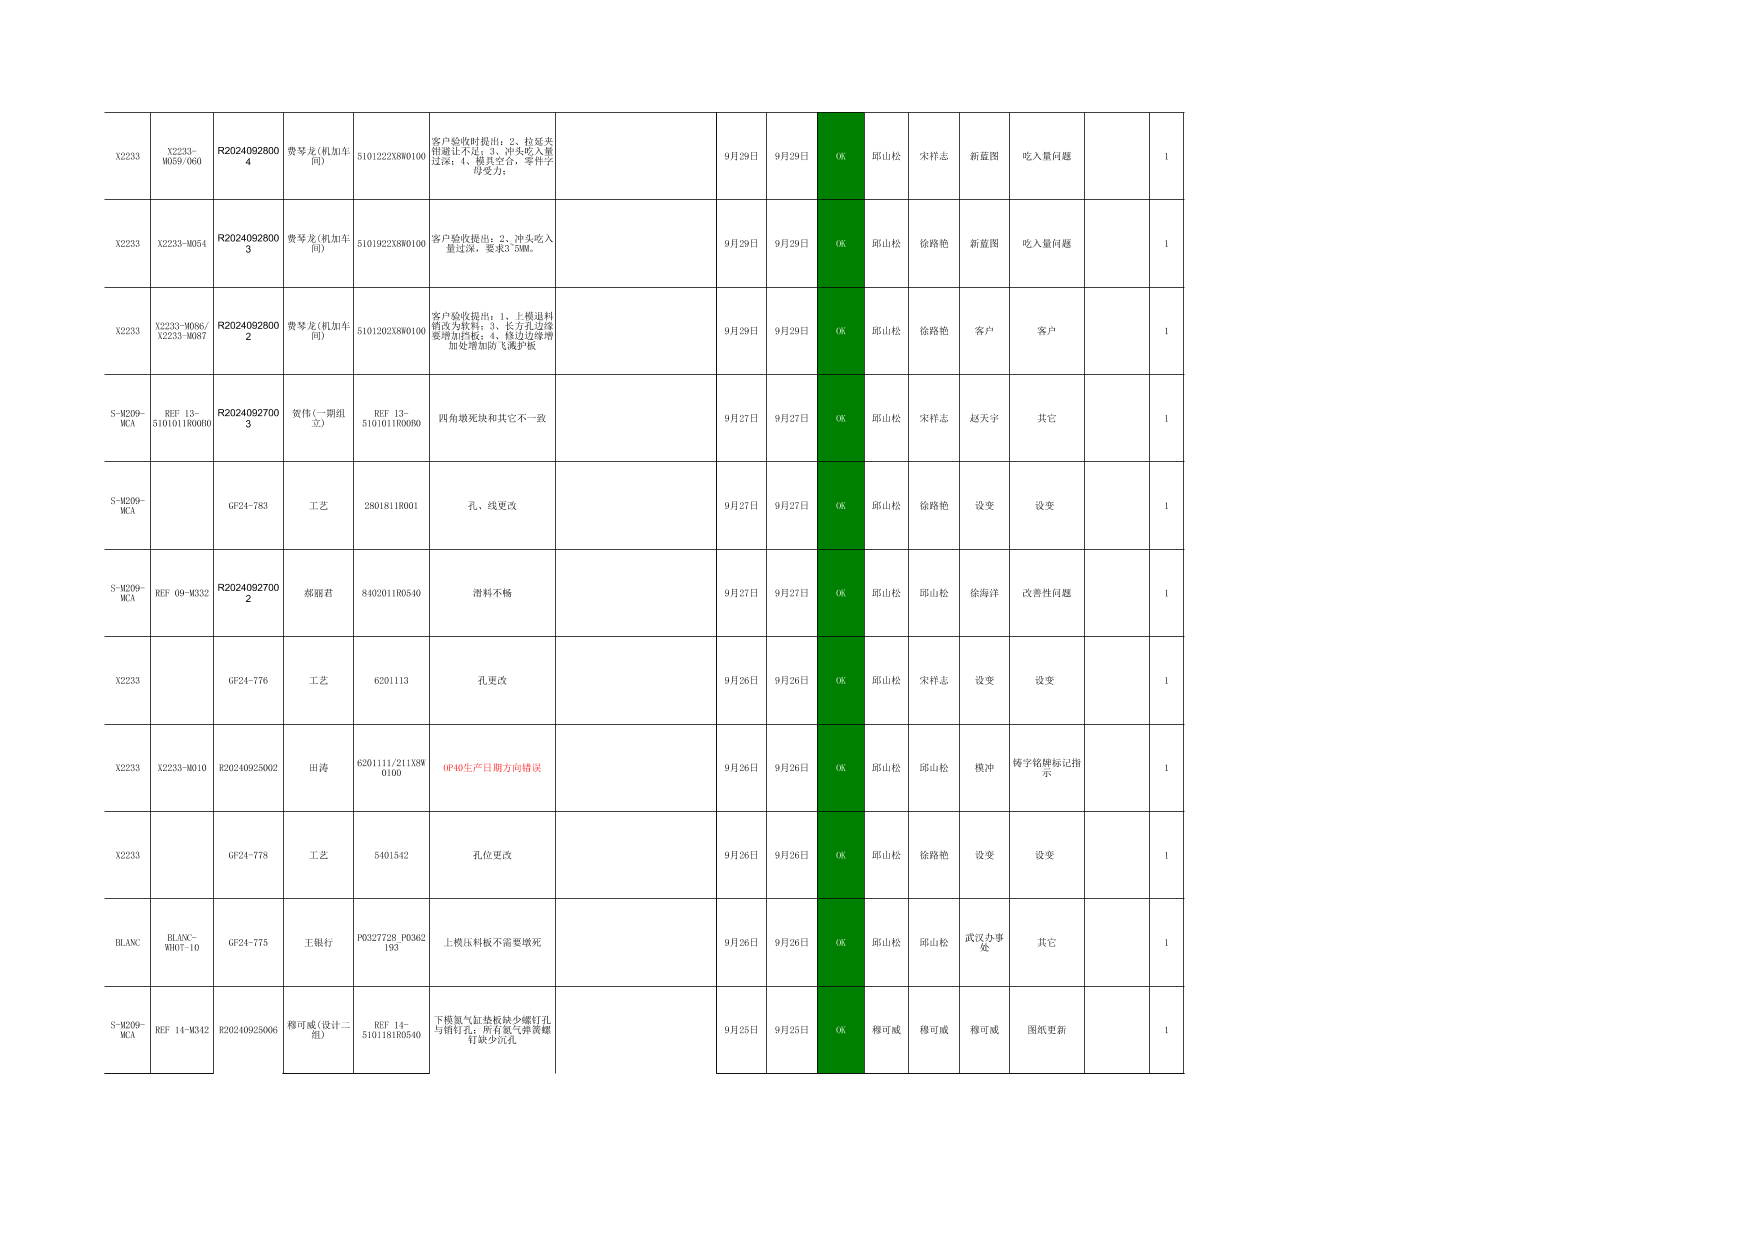 X2233 X2233-M059/060 R20240928004 费琴龙(机加车间) 5101222X8W0100 客户验收时提出：2、拉延夹钳避让不足；3、冲头吃入量过深；4、模具空合，零件字母受力； 9月29日 9月29日 OK 邱山松 宋祥志 新蓝图 吃入量问题 1
X2233 X2233-M054 R20240928003 费琴龙(机加车间) 5101922X8W0100 客户验收提出：2、冲头吃入量过深，要求3~5MM。 9月29日 9月29日 OK 邱山松 徐路艳 新蓝图 吃入量问题 1
X2233 X2233-M086/X2233-M087 R20240928002 费琴龙(机加车间) 5101202X8W0100 客户验收提出：1、上模退料销改为软料；3、长方孔边缘要增加挡板；4、修边边缘增加处增加防飞溅护板 9月29日 9月29日 OK 邱山松 徐路艳 客户 客户 1
S-M209-MCA REF 13-5101011R00B0 R20240927003 贺伟(一期组立) REF 13-5101011R00B0 四角墩死块和其它不一致 9月27日 9月27日 OK 邱山松 宋祥志 赵天宇 其它 1
S-M209-MCA GF24-783 工艺 2801811R001 孔、线更改 9月27日 9月27日 OK 邱山松 徐路艳 设变 设变 1
S-M209-MCA REF 09-M332 R20240927002 郝丽君 8402011R0540 滑料不畅 9月27日 9月27日 OK 邱山松 邱山松 徐海洋 改善性问题 1
X2233 GF24-776 工艺 6201113 孔更改 9月26日 9月26日 OK 邱山松 宋祥志 设变 设变 1
X2233 X2233-M010 R20240925002 田涛 6201111/211X8W0100 OP40生产日期方向错误 9月26日 9月26日 OK 邱山松 邱山松 模冲 铸字铭牌标记指示 1
X2233 GF24-778 工艺 5401542 孔位更改 9月26日 9月26日 OK 邱山松 徐路艳 设变 设变 1
BLANC BLANC-WHOT-10 GF24-775 王银行 P0327728_P0362193 上模压料板不需要墩死 9月26日 9月26日 OK 邱山松 邱山松 武汉办事处 其它 1
S-M209-MCA REF 14-M342 R20240925006 穆可威(设计二组) REF 14-5101181R0540 下模氮气缸垫板缺少螺钉孔与销钉孔；所有氮气弹簧螺钉缺少沉孔 9月25日 9月25日 OK 穆可威 穆可威 穆可威 图纸更新 1